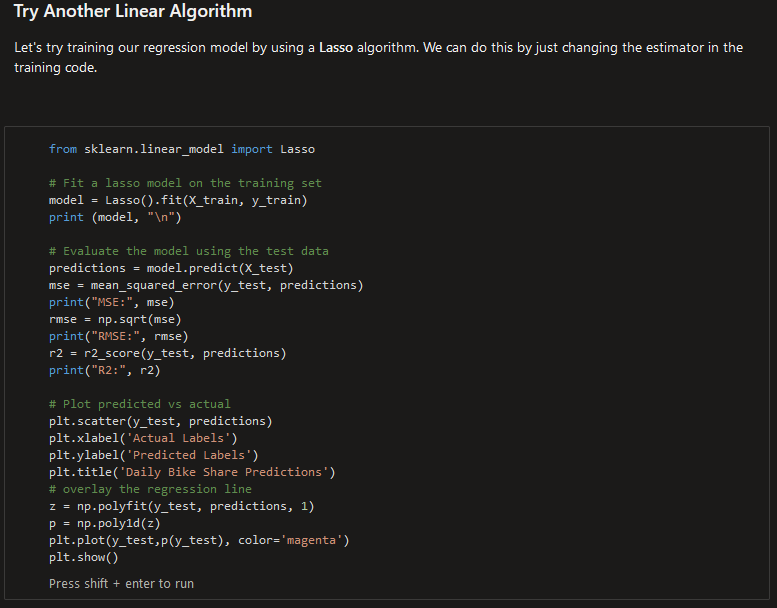 Try Another Linear Algorithm
Let's try training our regression model by using a Lasso algorithm. We can do this by just changing the estimator in the
training code.
from sklearn.linear_model import Lasso
# Fit a lasso model on the training set
model = Lasso().fit(X_train, y_train)
print (model, "\n")
# Evaluate the model using the test data
predictions = model.predict(X_test)
mse = mean_squared_error(y_test, predictions)
print("MSE:", mse)
rmse = np.sqrt(mse)
print("RMSE:", rmse)
r2 = r2_score(y_test, predictions)
print("R2:", r2)
# Plot predicted vs actual
plt.scatter(y_test, predictions)
plt.xlabel('Actual Labels')
plt.ylabel('Predicted Labels')
plt.title('Daily Bike Share Predictions')
# overlay the regression line
z = np.polyfit(y_test, predictions, 1)
p = np.poly1d(z)
plt.plot(y_test,p(y_test), color='magenta')
plt.show()
Press shift + enter to run